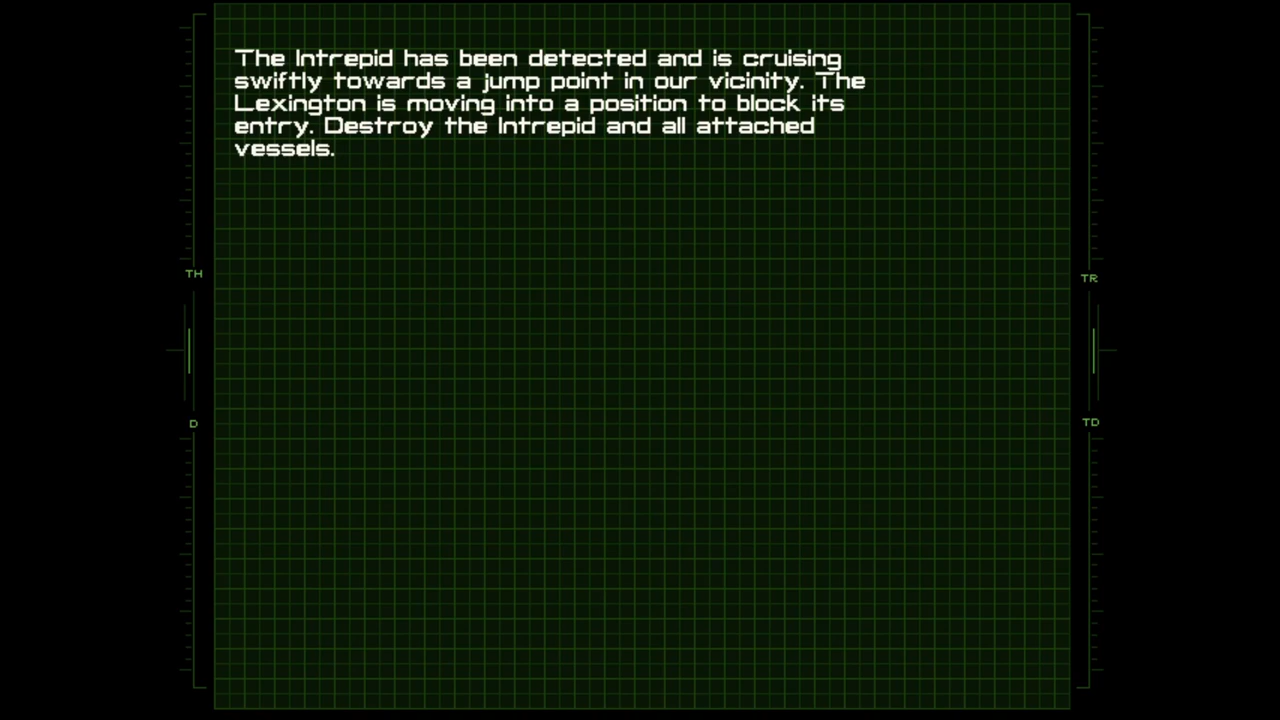 The Intrepid has been detected and is cruising
swiftly towards a jump point in our vicinity. The
Lexington is moving into a position to block its
entry. Destroy the Intrepid and all attached
vessels.
TH
TR
D
TD